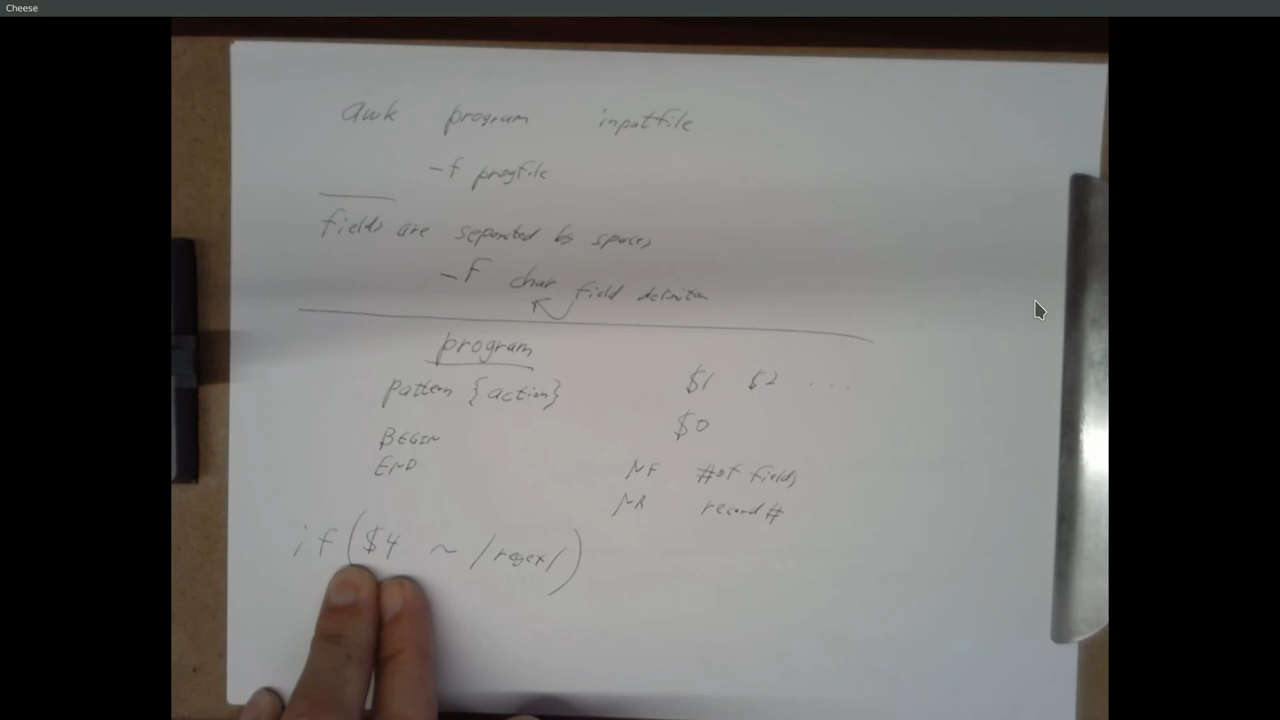 Cheese
awk program inputfile
-f progfile
fields are separated by spaces
-F char field delimiter
program
pattern {action} $1 $2 ...
BEGIN $0
END NF # of fields
NR record #
if ($4 ~ /regex/)